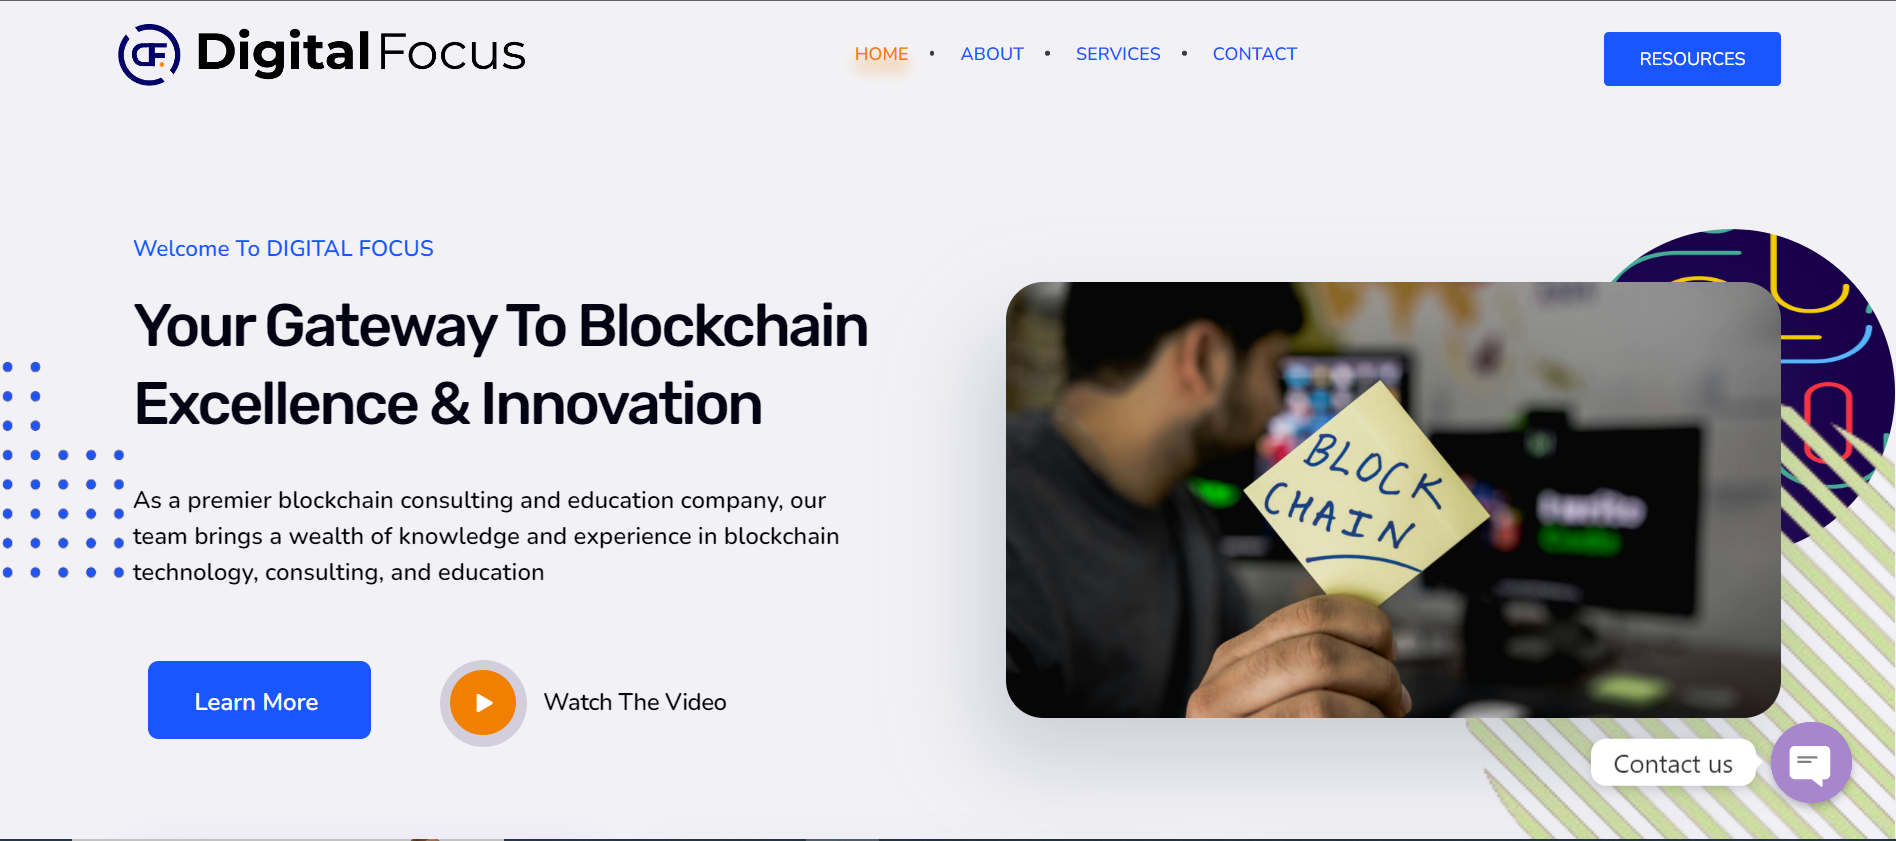 Digital Focus
HOME • ABOUT • SERVICES • CONTACT
RESOURCES
Welcome To DIGITAL FOCUS
Your Gateway To Blockchain
Excellence & Innovation
As a premier blockchain consulting and education company, our
team brings a wealth of knowledge and experience in blockchain
technology, consulting, and education
Learn More
Watch The Video
BLOCK
CHAIN
Contact us